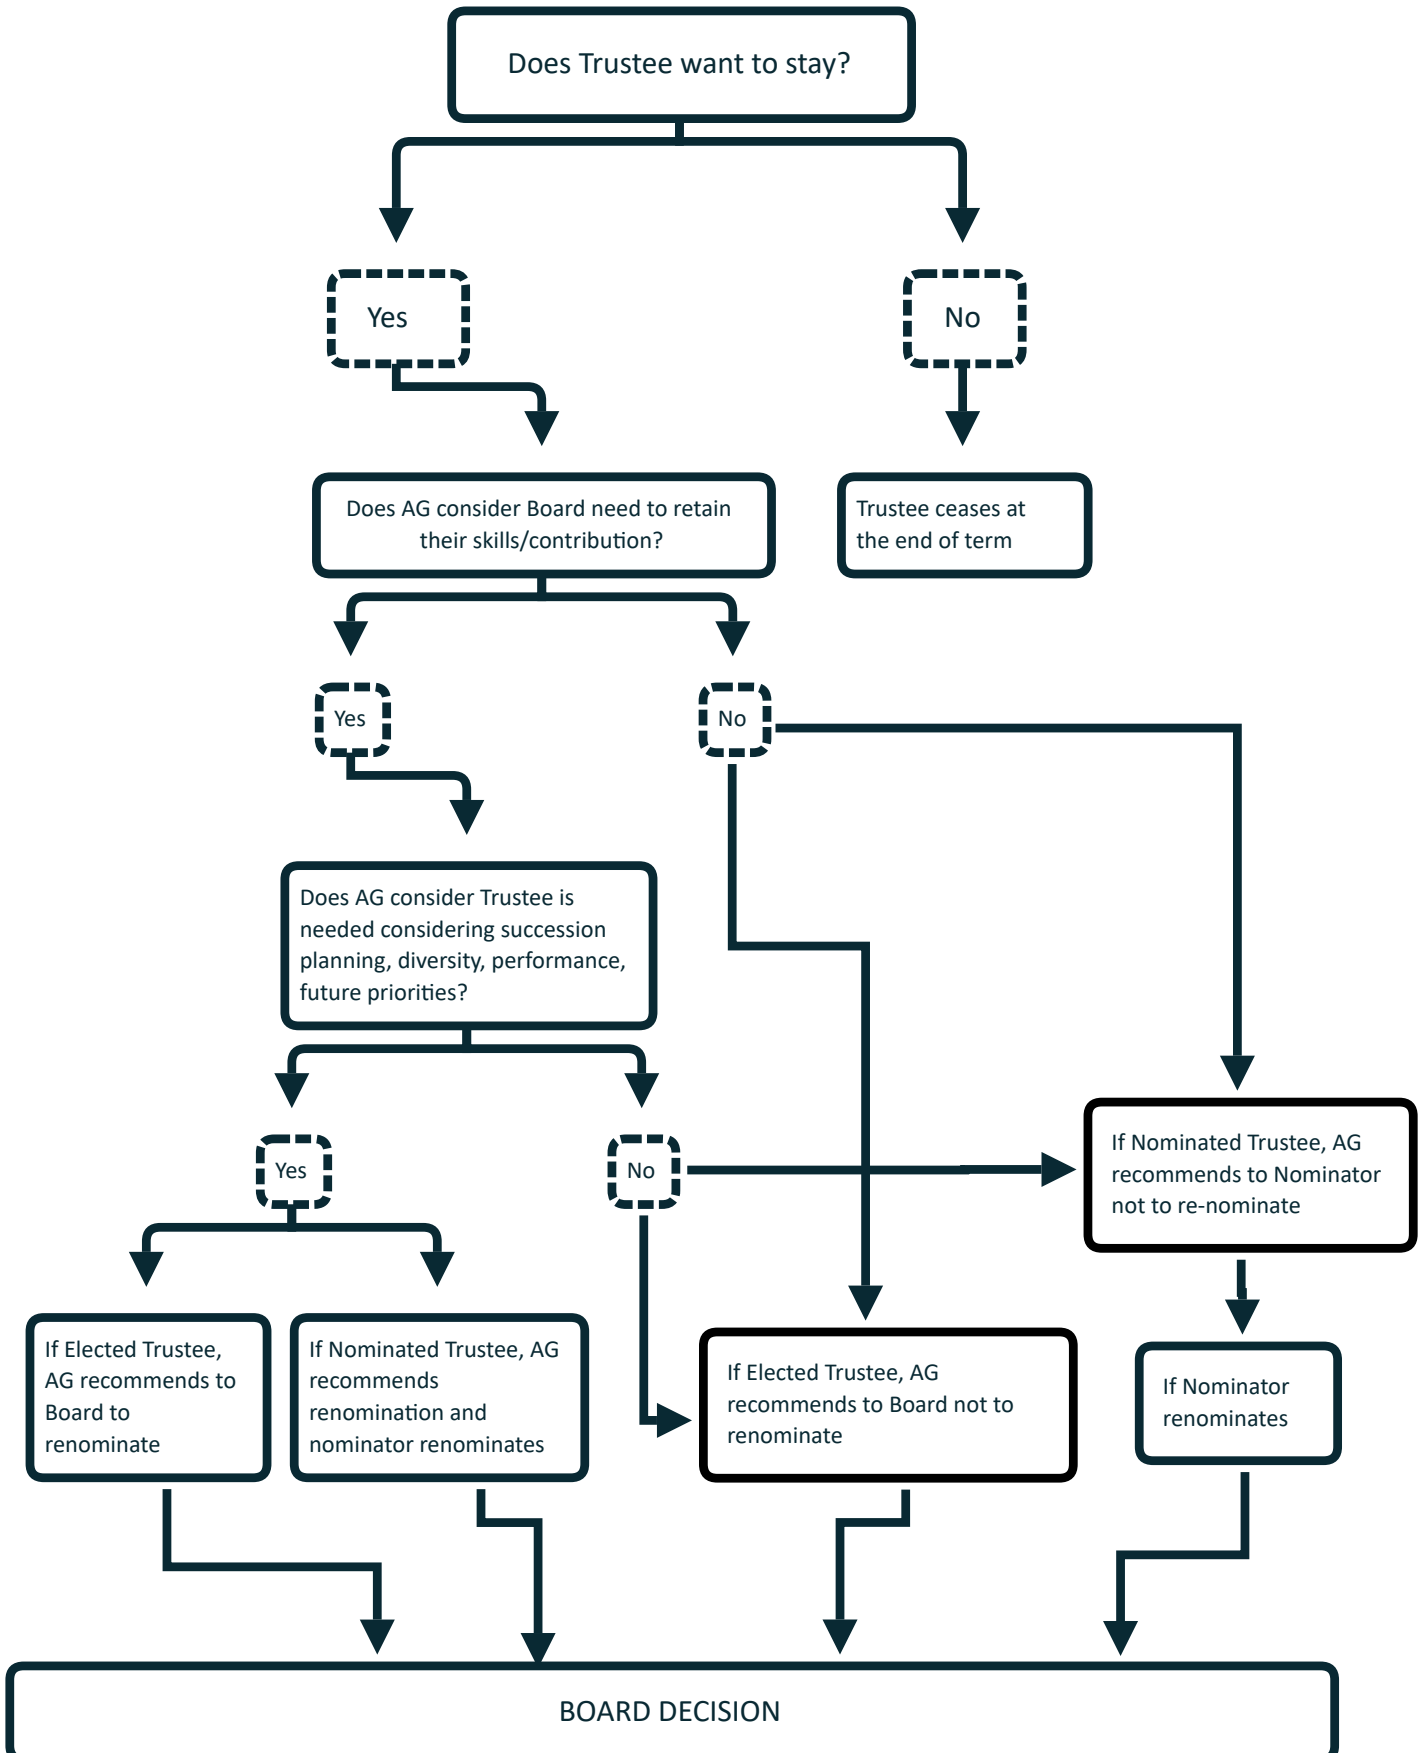 Does Trustee want to stay?
Yes
No
Does AG consider Board need to retain
their skills/contribution?
Trustee ceases at
the end of term
Yes
No
Does AG consider Trustee is
needed considering succession
planning, diversity, performance,
future priorities?
Yes
No
If Nominated Trustee, AG
recommends to Nominator
not to re-nominate
If Elected Trustee,
AG recommends to
Board to
renominate
If Nominated Trustee, AG
recommends
renomination and
nominator renominates
If Elected Trustee, AG
recommends to Board not to
renominate
If Nominator
renominates
BOARD DECISION